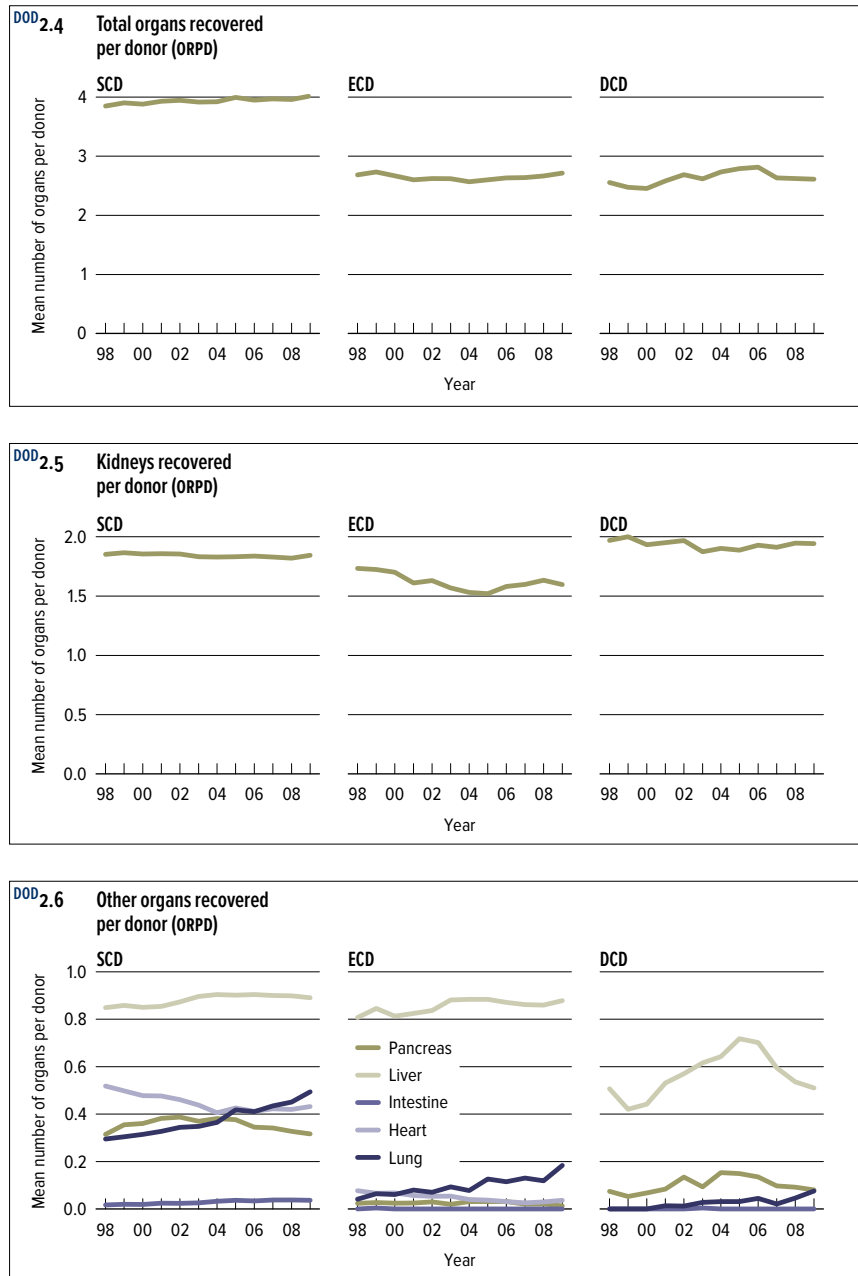 DOD2.4 Total organs recovered
per donor (ORPD)
SCD ECD DCD
Mean number of organs per donor
4
3
2
1
0
98 00 02 04 06 08 98 00 02 04 06 08 98 00 02 04 06 08
Year
DOD2.5 Kidneys recovered
per donor (ORPD)
SCD ECD DCD
Mean number of organs per donor
2.0
1.5
1.0
0.5
0.0
98 00 02 04 06 08 98 00 02 04 06 08 98 00 02 04 06 08
Year
DOD2.6 Other organs recovered
per donor (ORPD)
SCD ECD DCD
Mean number of organs per donor
1.0
0.8
0.6
0.4
0.2
0.0
Pancreas
Liver
Intestine
Heart
Lung
98 00 02 04 06 08 98 00 02 04 06 08 98 00 02 04 06 08
Year